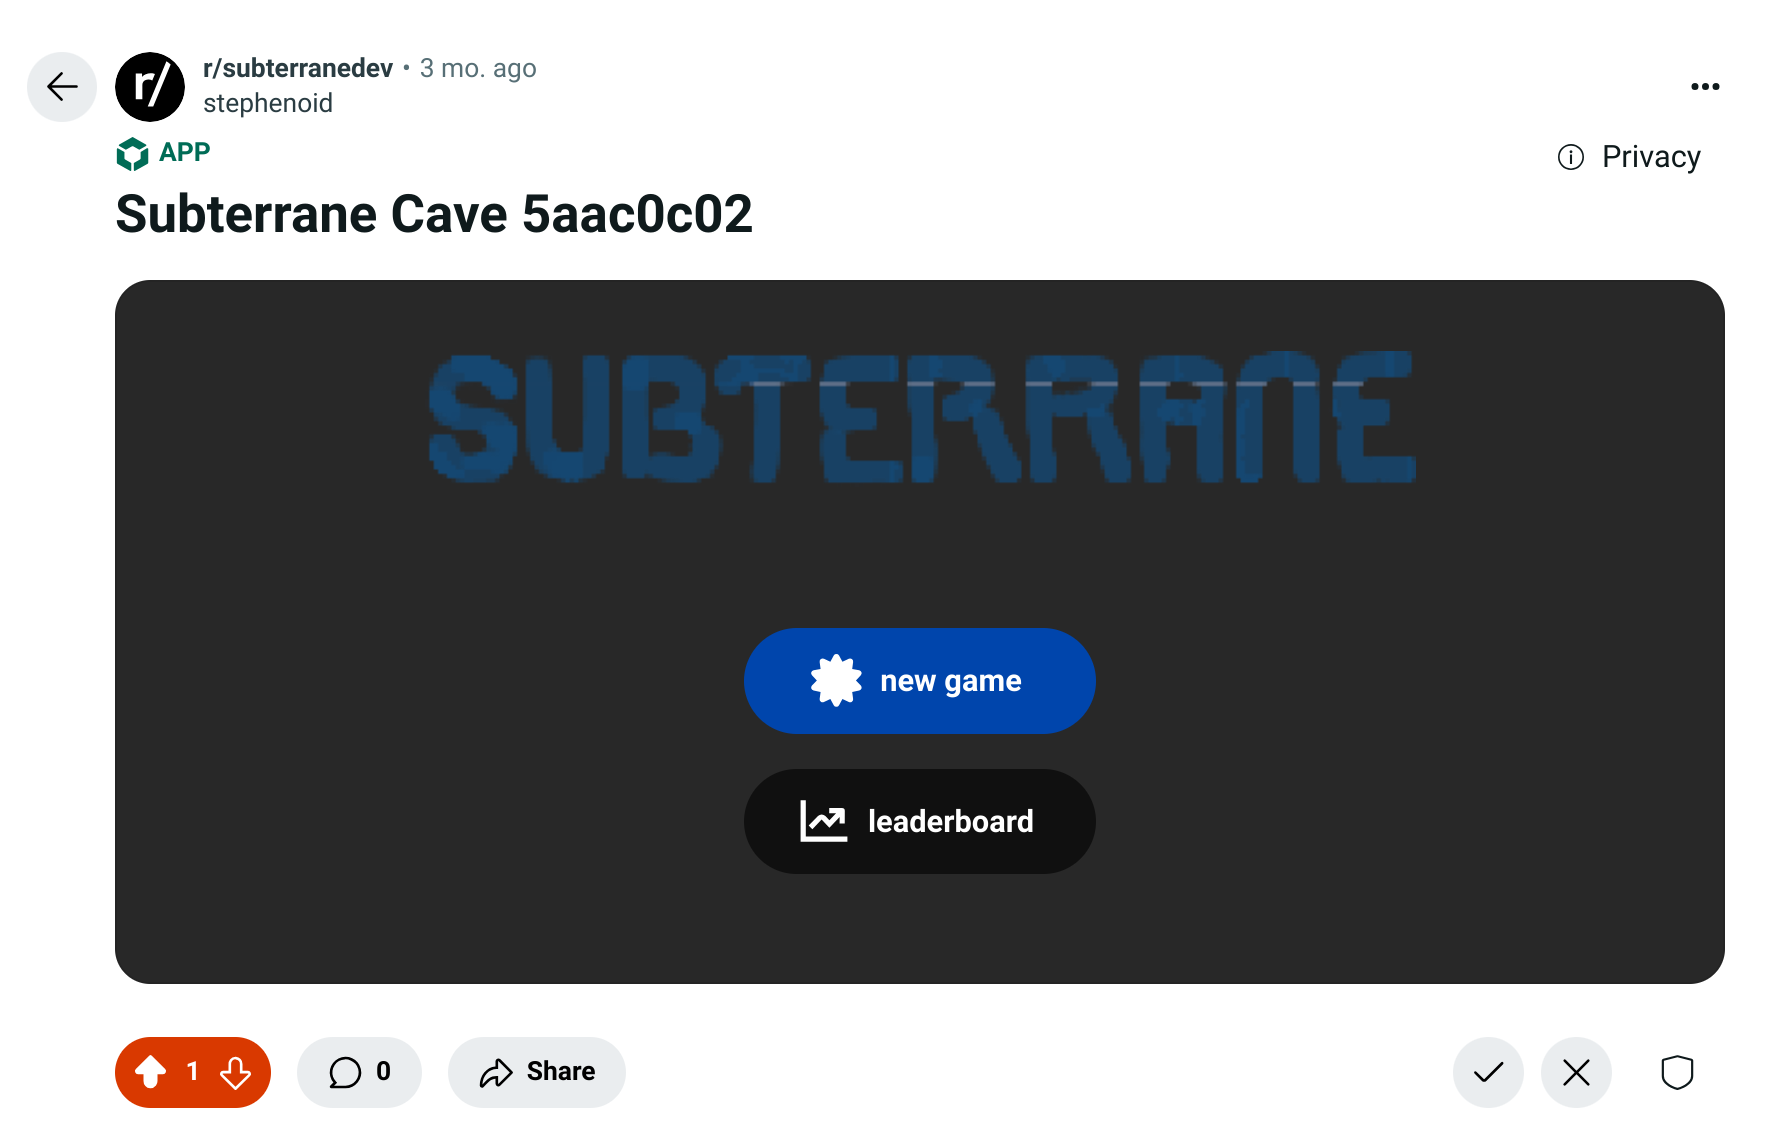 r/
r/subterranedev • 3 mo. ago
stephenoid
APP
Privacy
Subterrane Cave 5aac0c02
SUBTERRANE
new game
leaderboard
1
0
Share